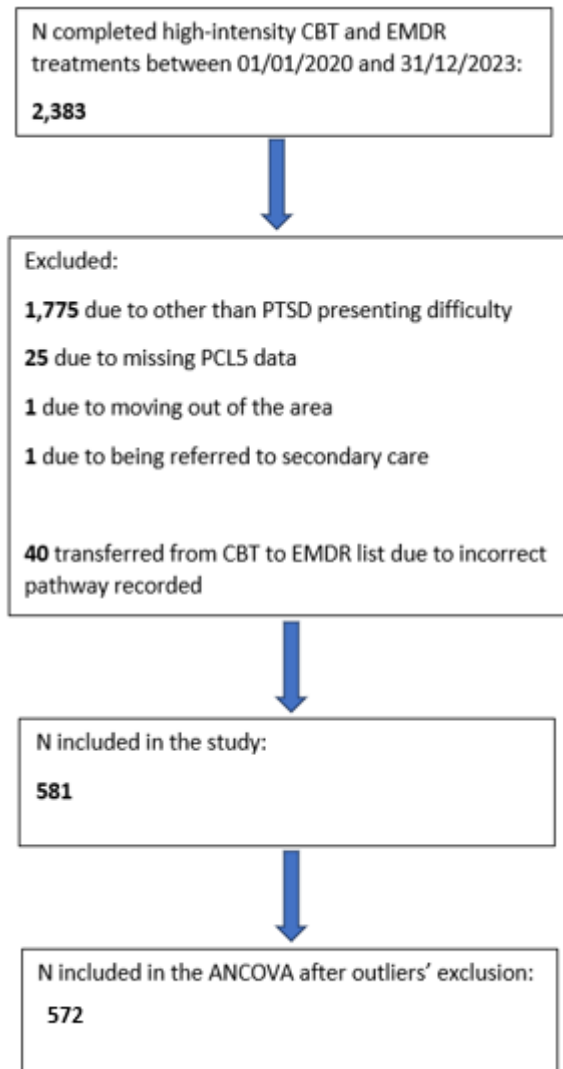 N completed high-intensity CBT and EMDR
treatments between 01/01/2020 and 31/12/2023:
2,383
Excluded:
1,775 due to other than PTSD presenting difficulty
25 due to missing PCL5 data
1 due to moving out of the area
1 due to being referred to secondary care
40 transferred from CBT to EMDR list due to incorrect
pathway recorded
N included in the study:
581
N included in the ANCOVA after outliers’ exclusion:
572